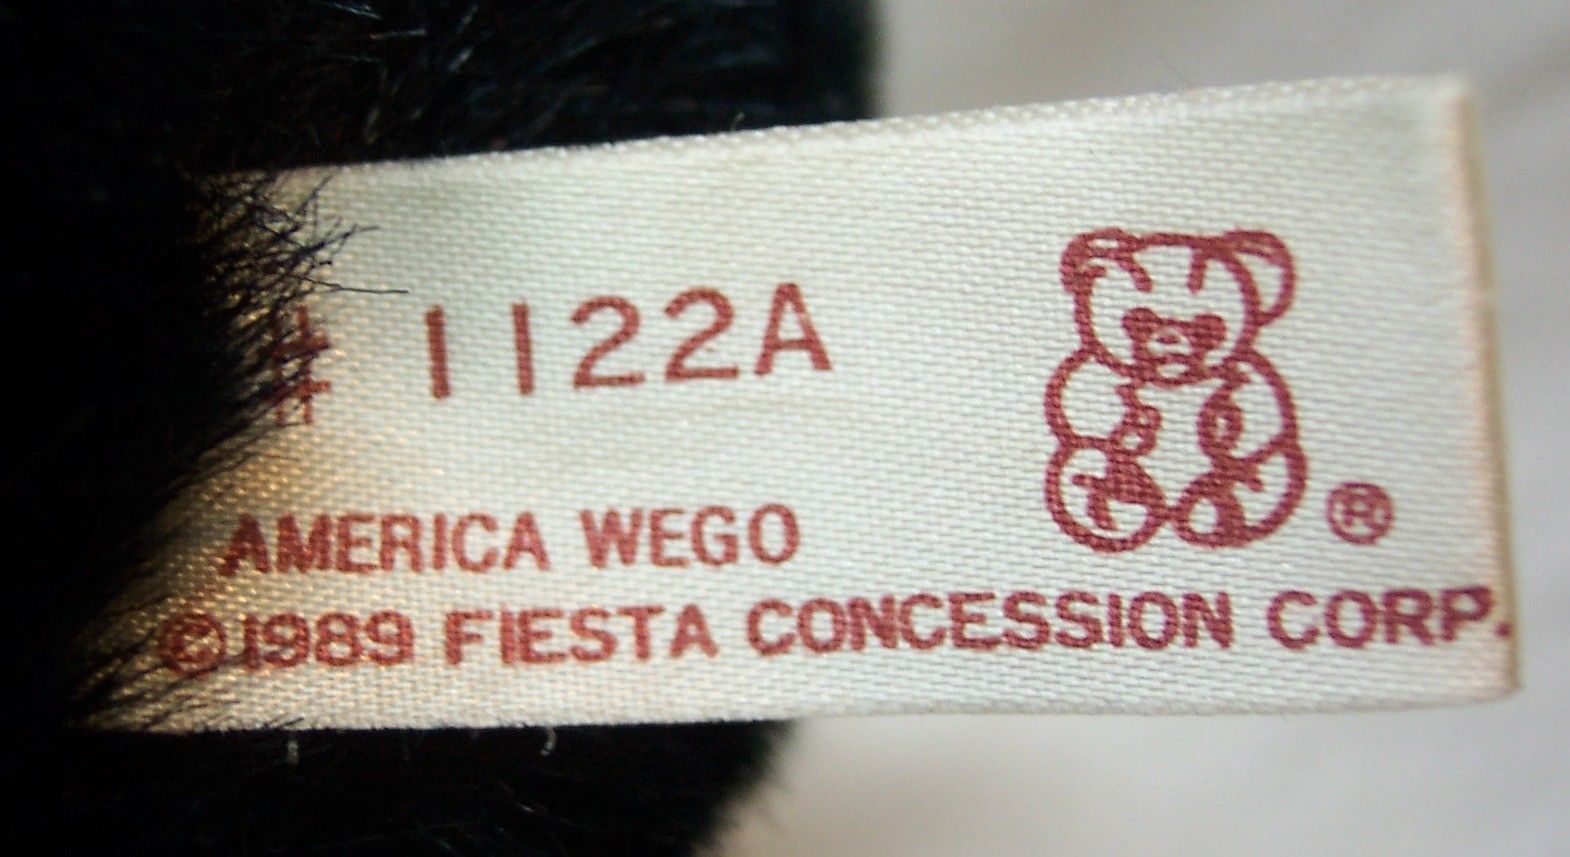 # 1122A
®
AMERICA WEGO
©1989 FIESTA CONCESSION CORP.